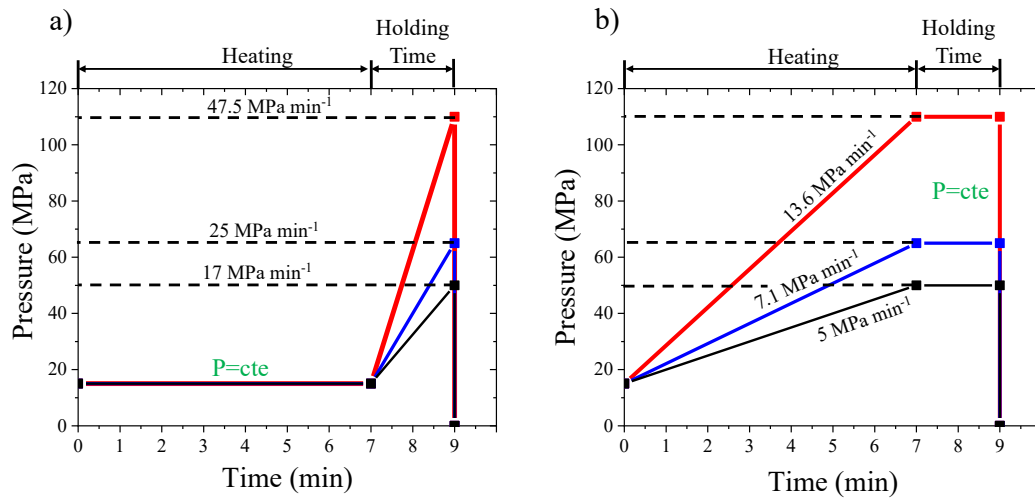 a)
Heating
Holding
Time
120
100
80
60
40
20
0
Pressure (MPa)
47.5 MPa min-1
25 MPa min-1
17 MPa min-1
P=cte
0 1 2 3 4 5 6 7 8 9
Time (min)
b)
Heating
Holding
Time
120
100
80
60
40
20
0
Pressure (MPa)
13.6 MPa min-1
P=cte
7.1 MPa min-1
5 MPa min-1
0 1 2 3 4 5 6 7 8 9
Time (min)